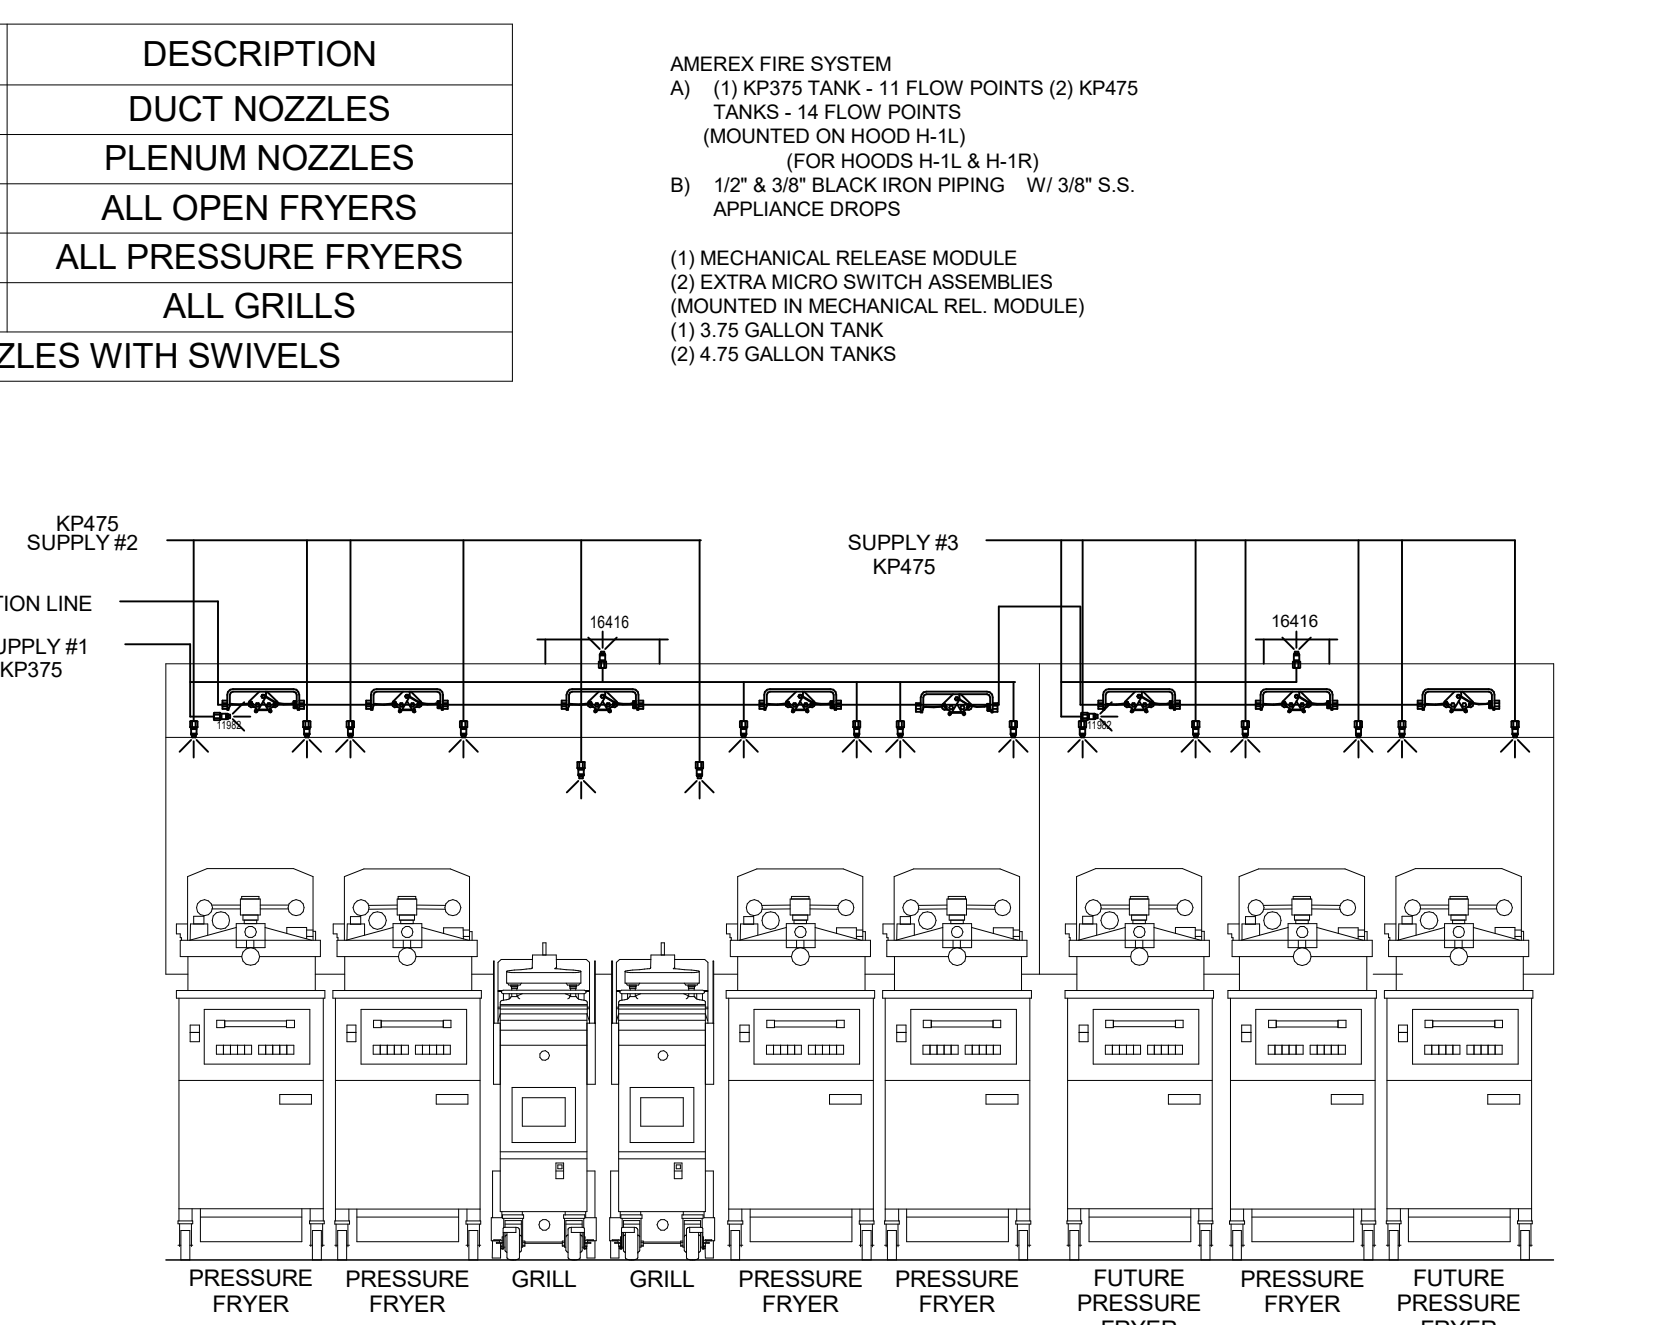 DESCRIPTION
DUCT NOZZLES
PLENUM NOZZLES
ALL OPEN FRYERS
ALL PRESSURE FRYERS
ALL GRILLS
ZLES WITH SWIVELS
AMEREX FIRE SYSTEM
A) (1) KP375 TANK - 11 FLOW POINTS (2) KP475
TANKS - 14 FLOW POINTS
(MOUNTED ON HOOD H-1L)
(FOR HOODS H-1L & H-1R)
B) 1/2" & 3/8" BLACK IRON PIPING W/ 3/8" S.S.
APPLIANCE DROPS
(1) MECHANICAL RELEASE MODULE
(2) EXTRA MICRO SWITCH ASSEMBLIES
(MOUNTED IN MECHANICAL REL. MODULE)
(1) 3.75 GALLON TANK
(2) 4.75 GALLON TANKS
KP475
SUPPLY #2
TION LINE
UPPLY #1
KP375
SUPPLY #3
KP475
16416
16416
11982
11982
PRESSURE
FRYER
PRESSURE
FRYER
GRILL
GRILL
PRESSURE
FRYER
PRESSURE
FRYER
FUTURE
PRESSURE
FRYER
PRESSURE
FRYER
FUTURE
PRESSURE
FRYER